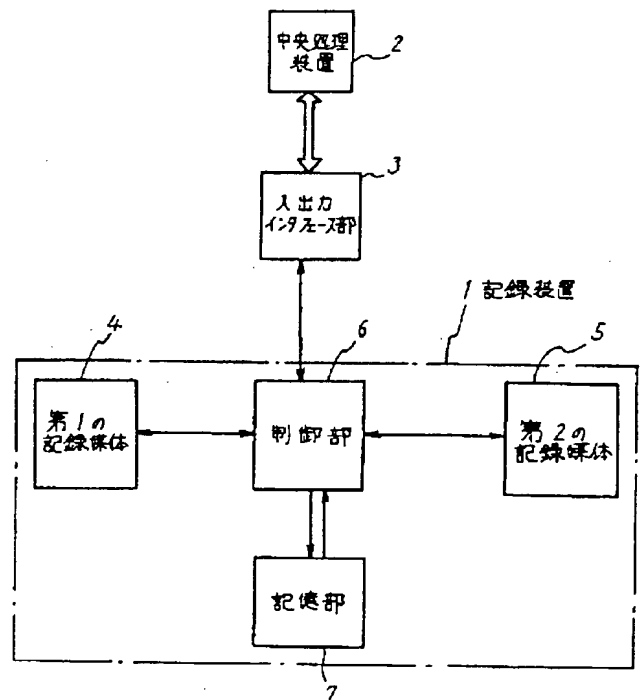 中央処理
装置
2
3
入出力
インタフェース部
1 記録装置
4
6
5
第1の
記録媒体
制御部
第2の
記録媒体
記憶部
7